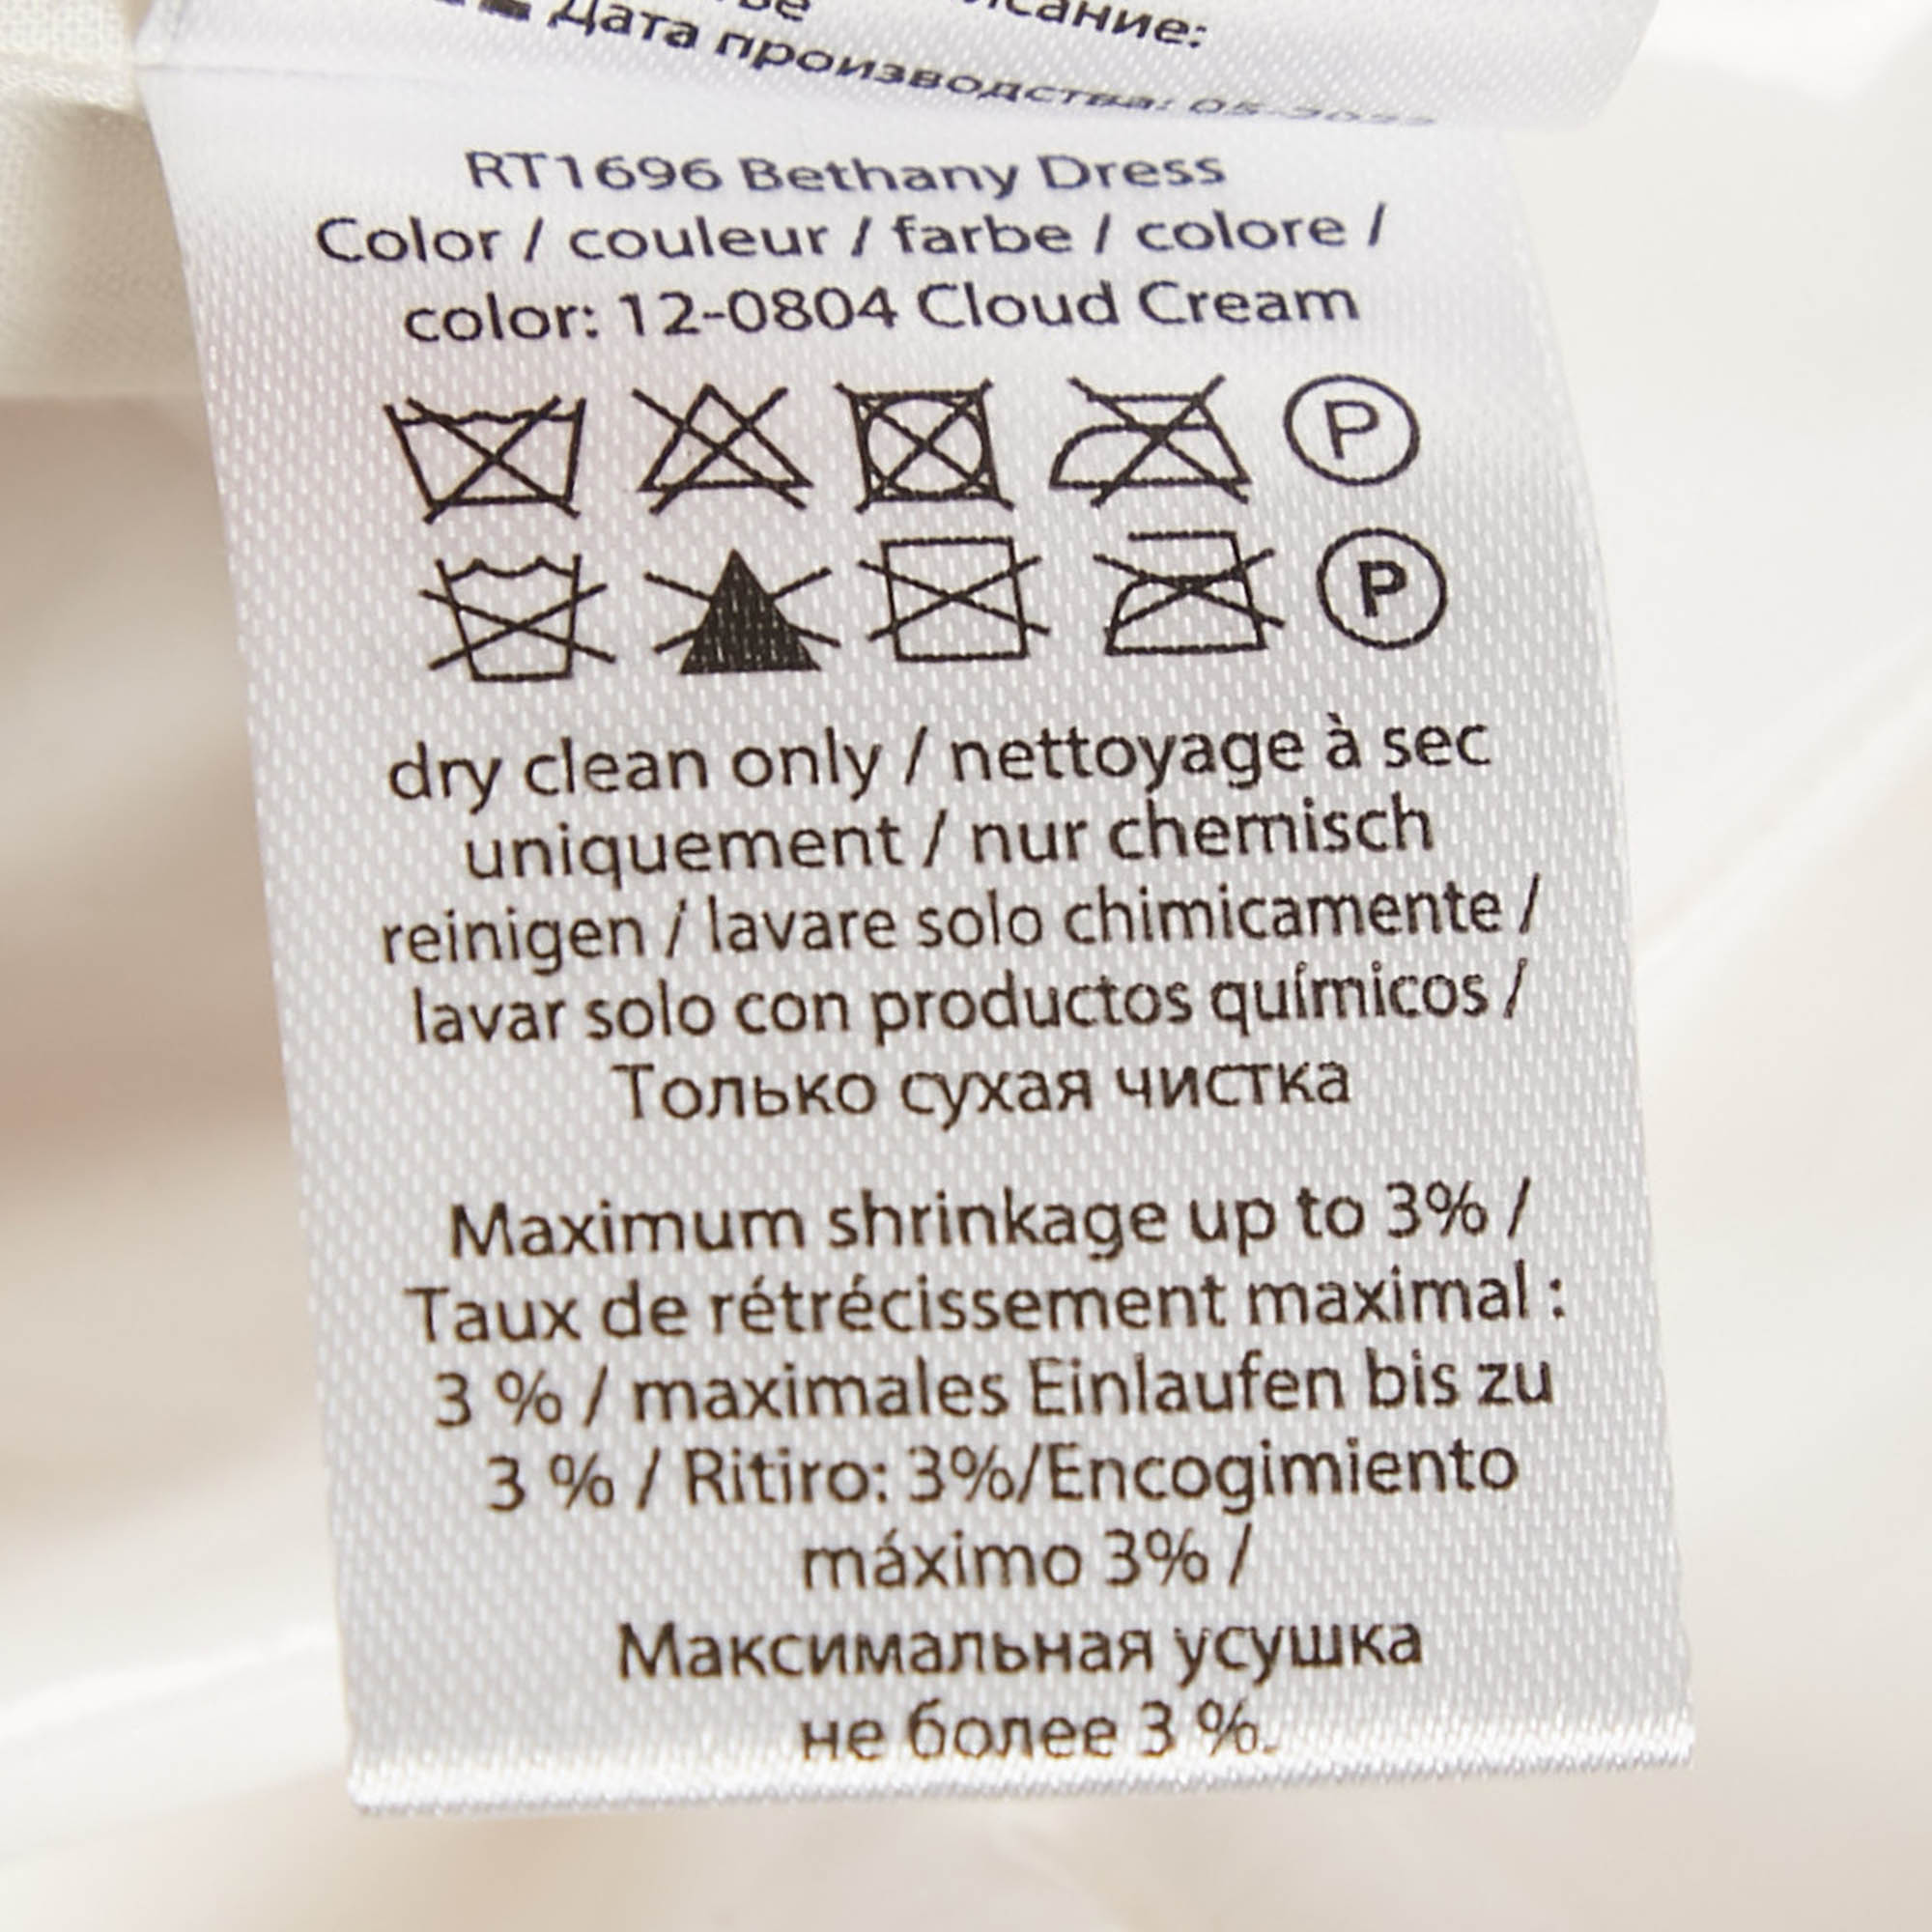 Дата производства: 05-2022
RT1696 Bethany Dress
Color / couleur / farbe / colore /
color: 12-0804 Cloud Cream
P
P
dry clean only / nettoyage à sec
uniquement / nur chemisch
reinigen / lavare solo chimicamente /
lavar solo con productos químicos /
Только сухая чистка
Maximum shrinkage up to 3% /
Taux de rétrécissement maximal :
3 % / maximales Einlaufen bis zu
3 % / Ritiro: 3%/Encogimiento
máximo 3% /
Максимальная усушка
не более 3 %.